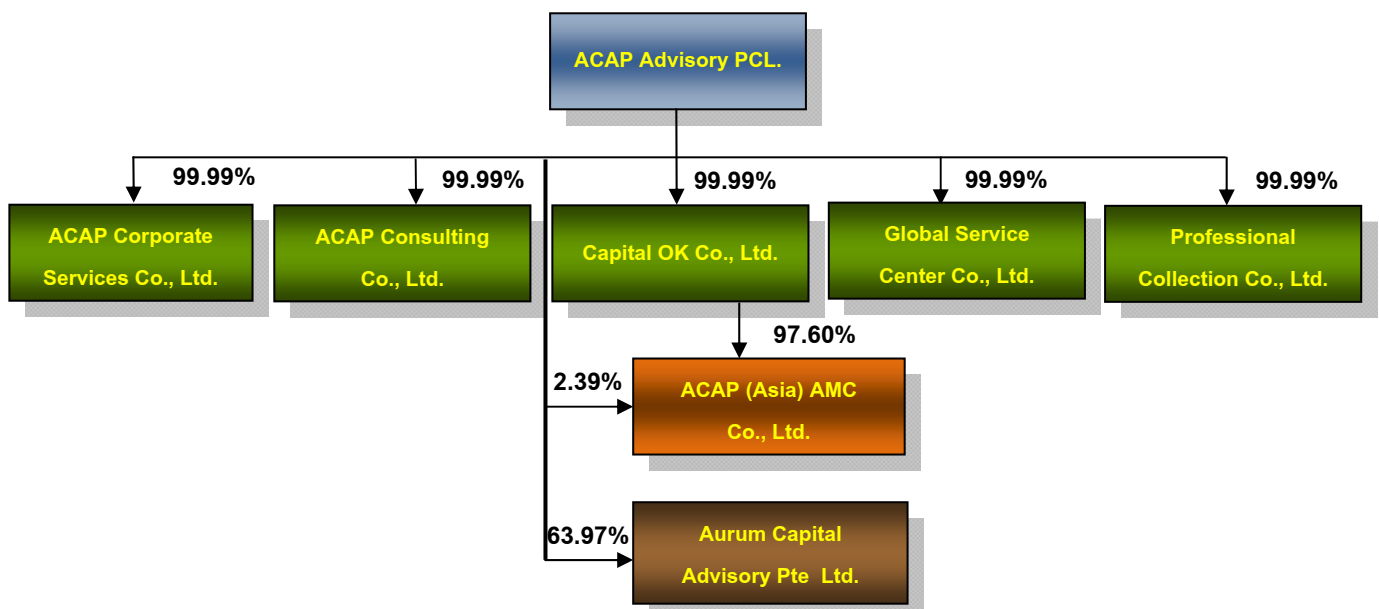 ACAP Advisory PCL.
99.99%
99.99%
99.99%
99.99%
99.99%
ACAP Corporate
Services Co., Ltd.
ACAP Consulting
Co., Ltd.
Capital OK Co., Ltd.
Global Service
Center Co., Ltd.
Professional
Collection Co., Ltd.
97.60%
2.39%
ACAP (Asia) AMC
Co., Ltd.
63.97%
Aurum Capital
Advisory Pte  Ltd.